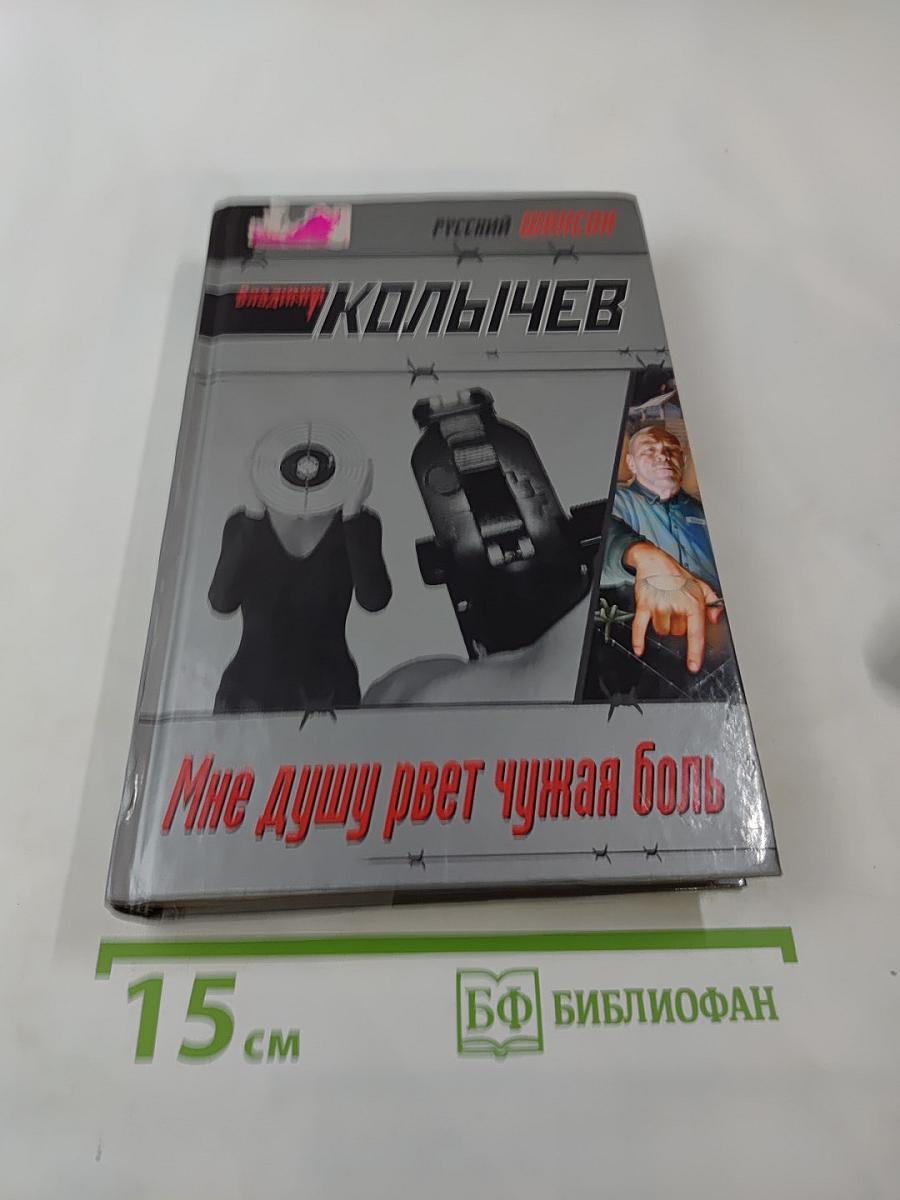 РУССКИЙ ШАНСОН
Владимир КОЛЫЧЕВ
Мне душу рвет чужая боль
15 см
БФ БИБЛИОФАН